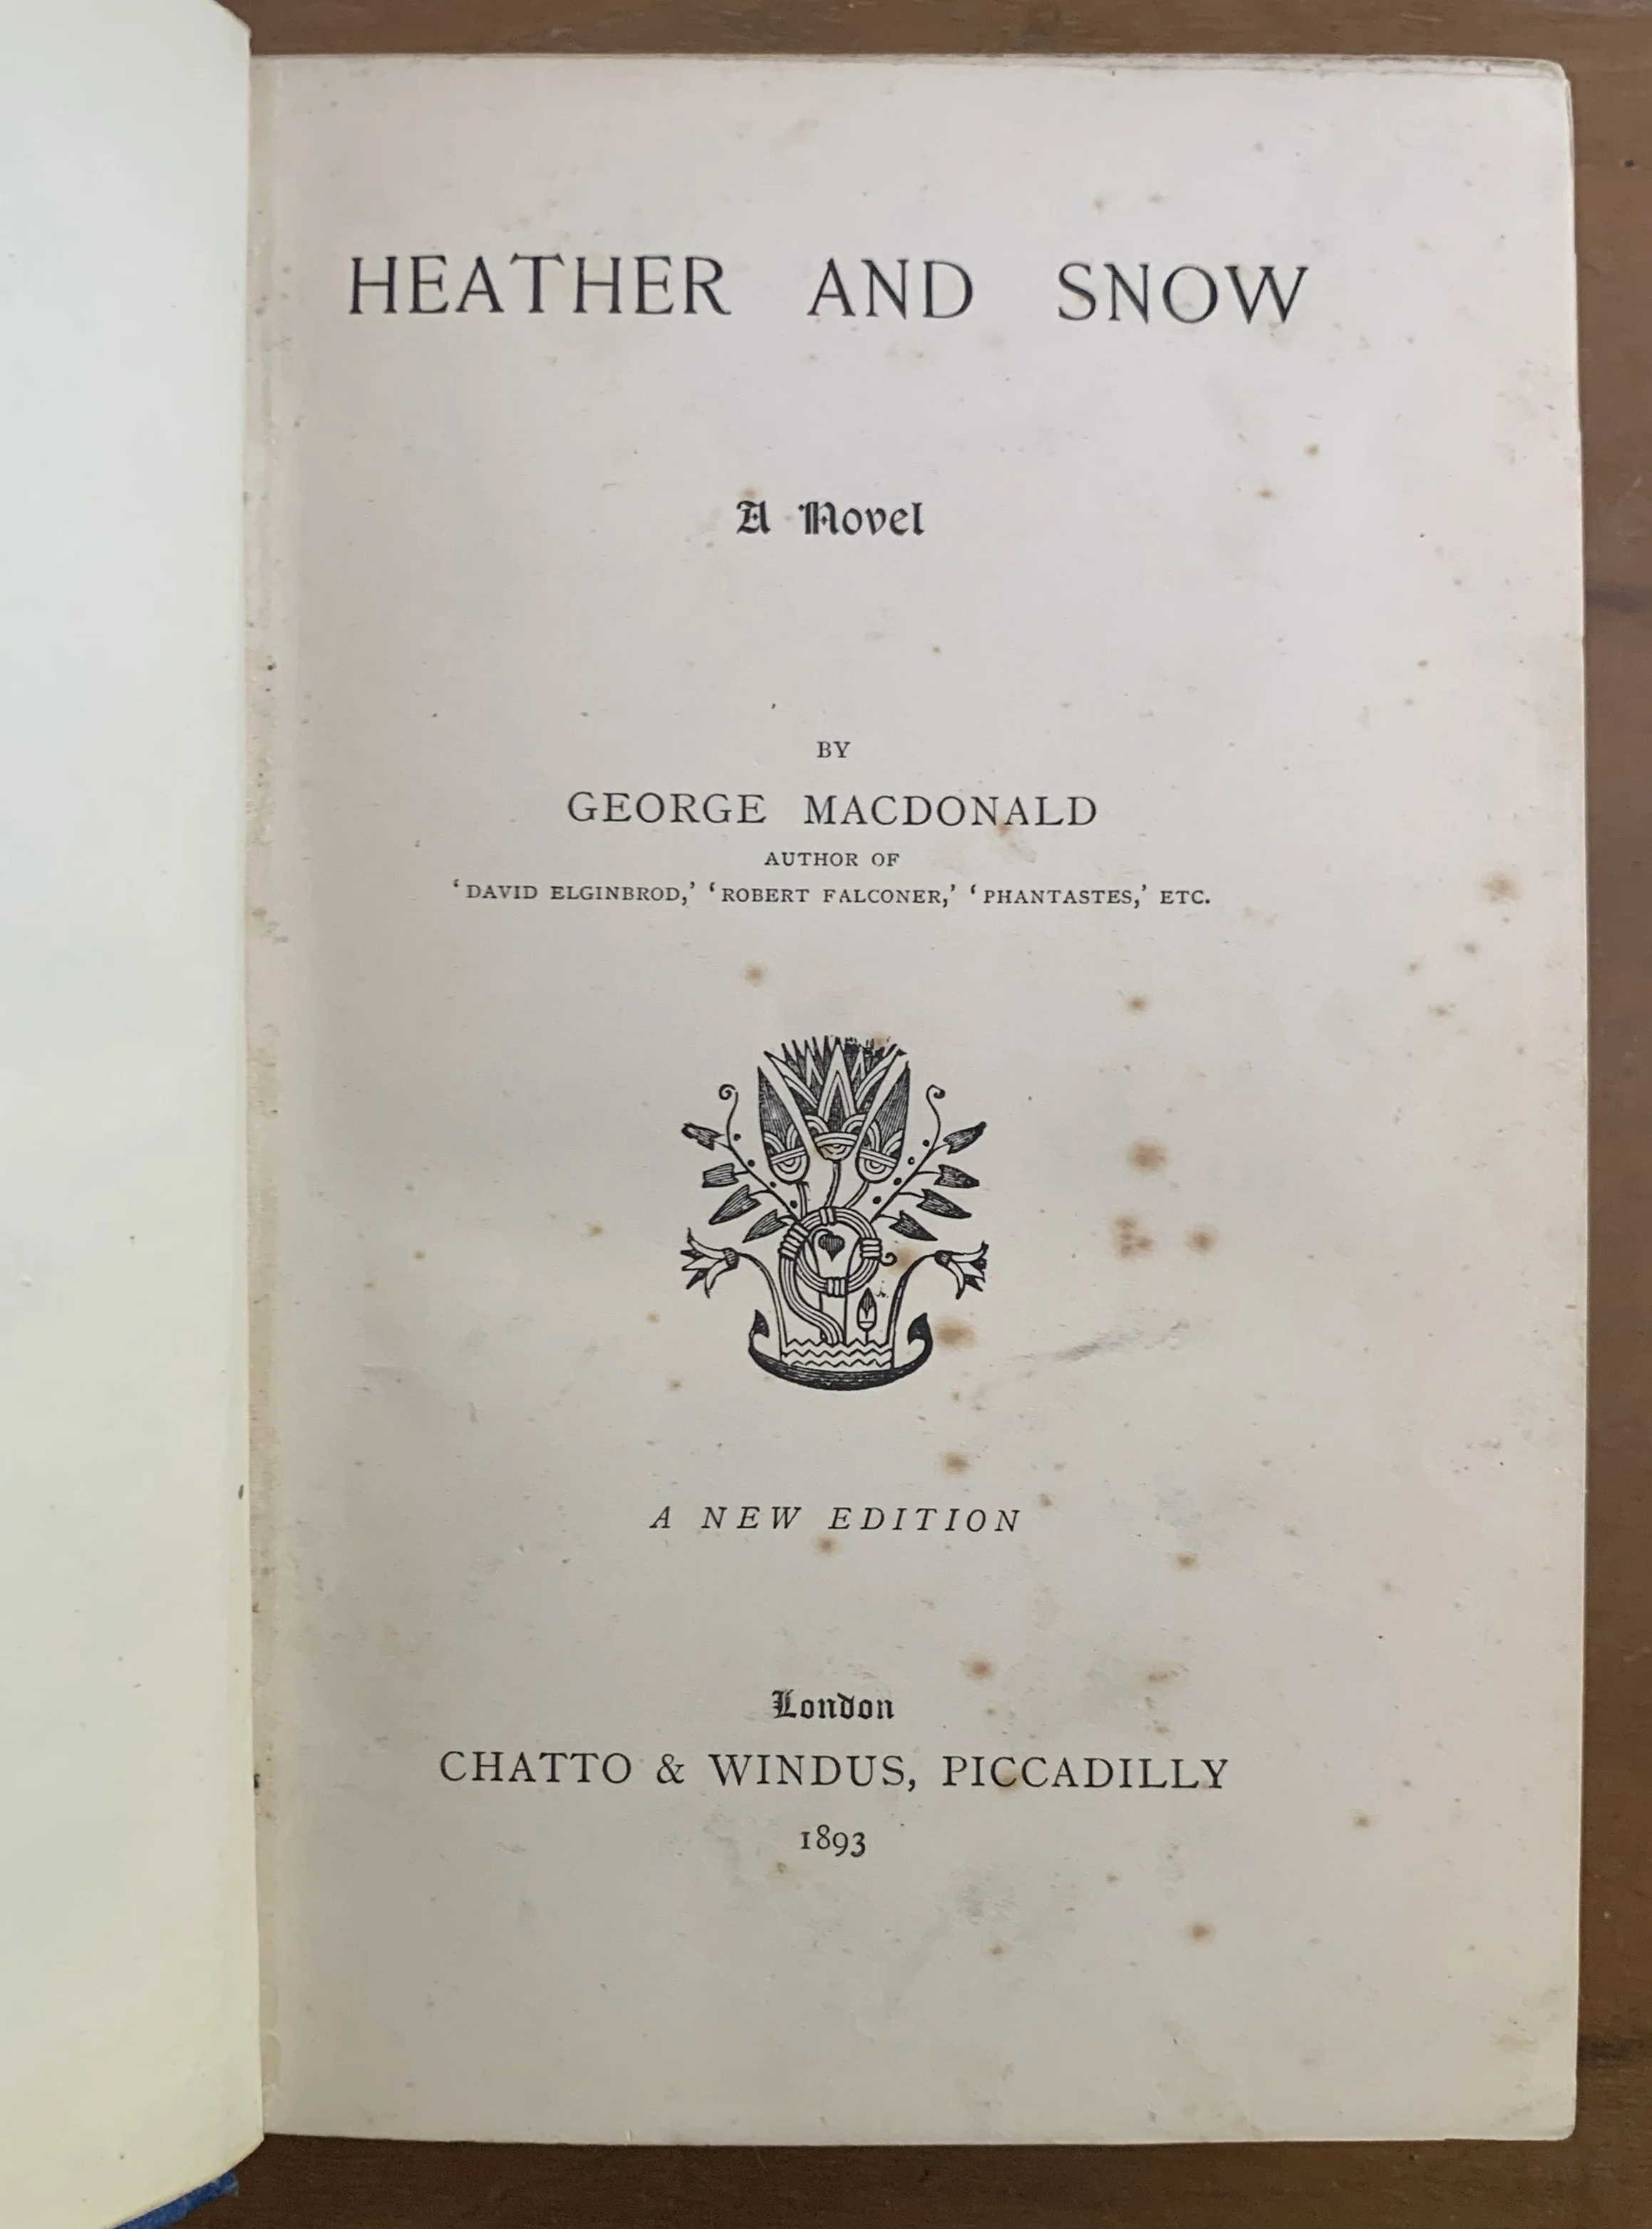 HEATHER AND SNOW
A Novel
BY
GEORGE MACDONALD
AUTHOR OF
‘DAVID ELGINBROD,’ ‘ROBERT FALCONER,’ ‘PHANTASTES,’ ETC.
A NEW EDITION
London
CHATTO & WINDUS, PICCADILLY
1893